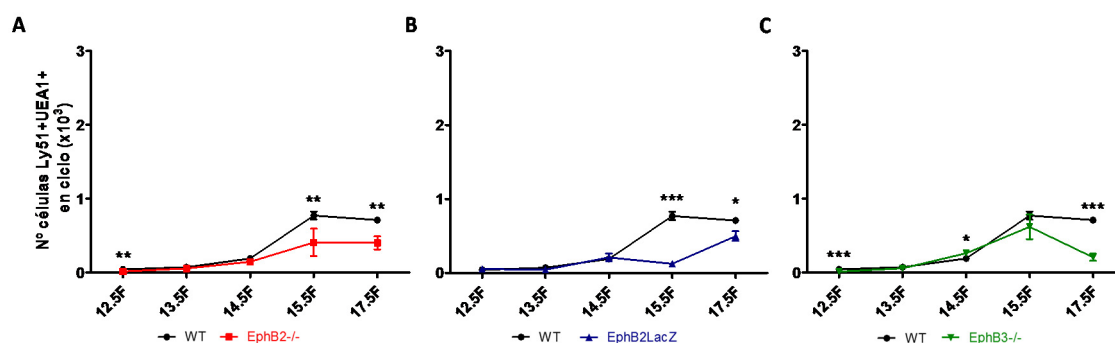 A
B
C
Nº células Ly51+UEA1+
en ciclo (x10³)
3
2
1
0
**
**
**
12.5F
13.5F
14.5F
15.5F
17.5F
WT
EphB2-/-
3
2
1
0
***
*
12.5F
13.5F
14.5F
15.5F
17.5F
WT
EphB2LacZ
3
2
1
0
***
*
***
12.5F
13.5F
14.5F
15.5F
17.5F
WT
EphB3-/-